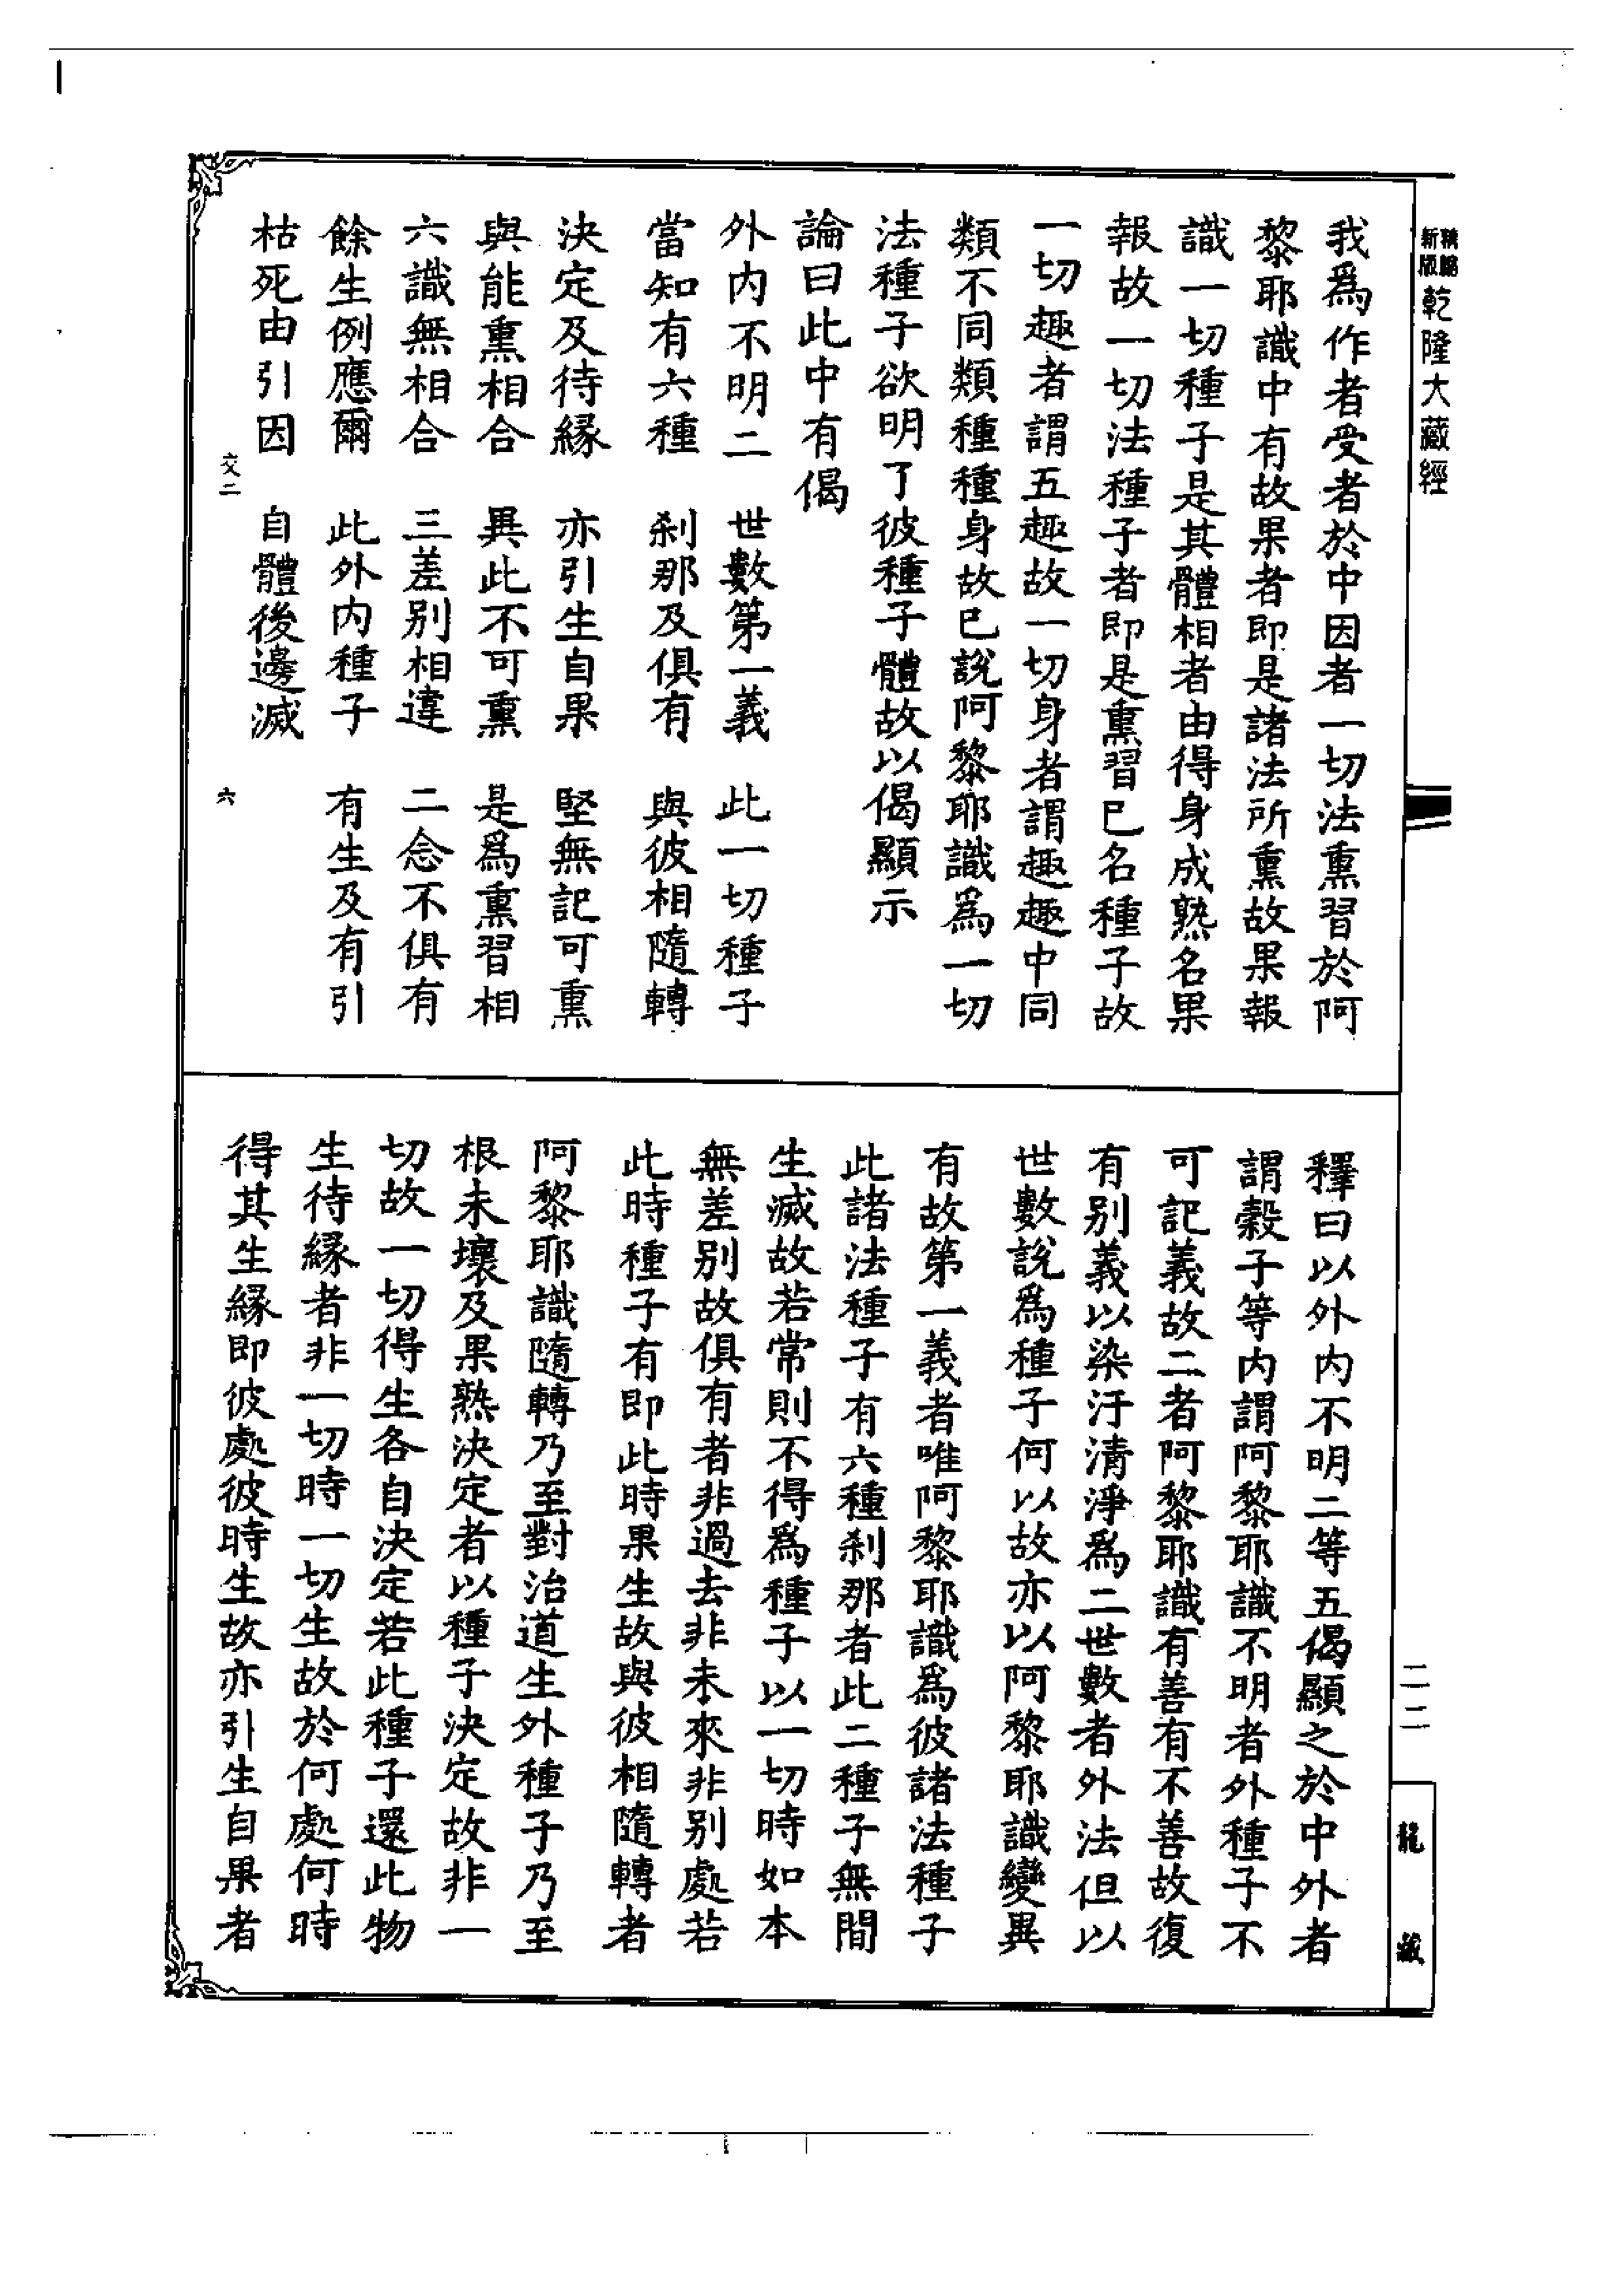 精縮新版乾隆大藏經
我爲作者受者於中因者一切法熏習於阿
黎耶識中有故果者即是諸法所熏故果報
識一切種子是其體相者由得身成熟名果
報故一切法種子者即是熏習已名種子故
一切趣者謂五趣故一切身者謂趣趣中同
類不同類種種身故已說阿黎耶識爲一切
法種子欲明了彼種子體故以偈顯示
論曰此中有偈
外内不明二 世數第一義 此一切種子
當知有六種 剎那及俱有 與彼相隨轉
決定及待緣 亦引生自果 堅無記可熏
與能熏相合 異此不可熏 是爲熏習相
六識無相合 三差别相違 二念不俱有
餘生例應爾 此外内種子 有生及有引
枯死由引因 自體後邊滅
交二 六
釋曰以外内不明二等五偈顯之於中外者
謂穀子等内謂阿黎耶識不明者外種子不
可記義故二者阿黎耶識有善有不善故復
有别義以染汙清淨爲二世數者外法但以
世數說爲種子何以故亦以阿黎耶識變異
有故第一義者唯阿黎耶識爲彼諸法種子
此諸法種子有六種剎那者此二種子無間
生滅故若常則不得爲種子以一切時如本
無差别故俱有者非過去非未來非别處若
此時種子有即此時果生故與彼相隨轉者
阿黎耶識隨轉乃至對治道生外種子乃至
根未壞及果熟決定者以種子決定故非一
切故一切得生各自決定若此種子還此物
生待緣者非一切時一切生故於何處何時
得其生緣即彼處彼時生故亦引生自果者
二二
龍藏